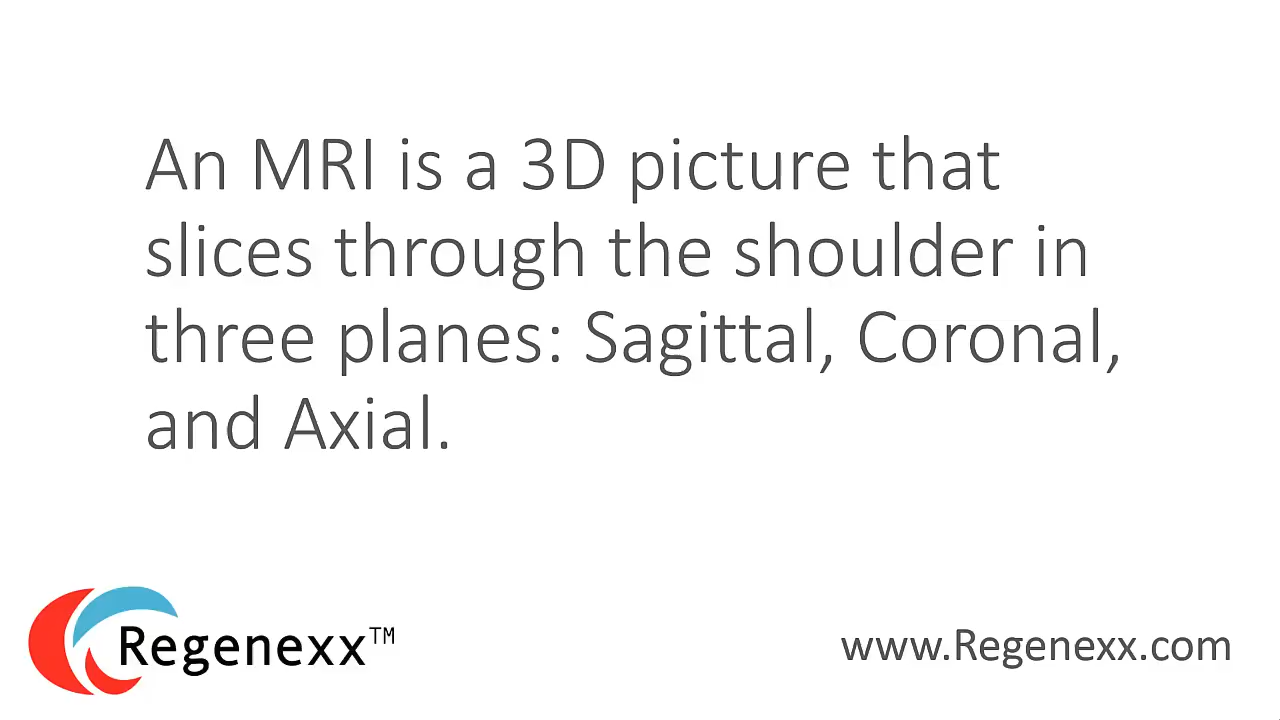 An MRI is a 3D picture that
slices through the shoulder in
three planes: Sagittal, Coronal,
and Axial.
Regenexx™
www.Regenexx.com